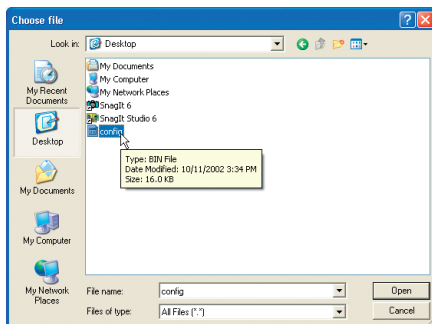 Choose file
Look in:
Desktop
My Recent
Documents
Desktop
My Documents
My Computer
My Network
Places
My Documents
My Computer
My Network Places
SnagIt 6
SnagIt Studio 6
config
Type: BIN File
Date Modified: 10/11/2002 3:34 PM
Size: 16.0 KB
File name:
config
Open
Files of type:
All Files (*.*)
Cancel